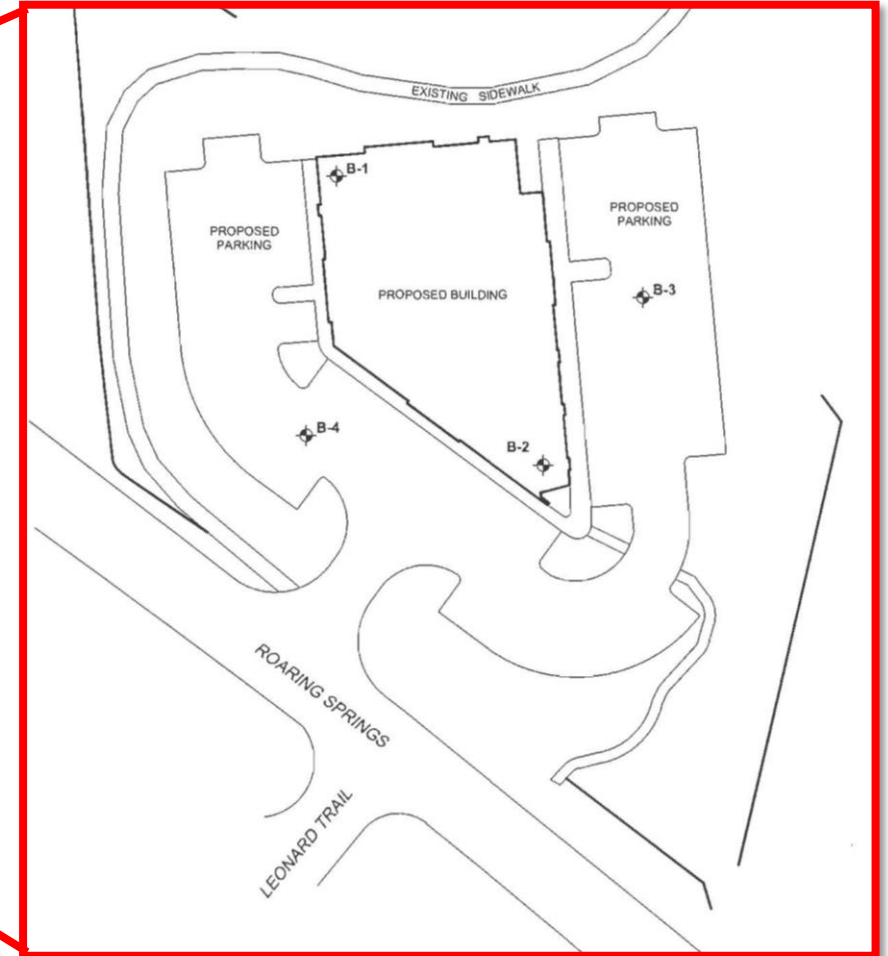 EXISTING SIDEWALK
B-1
PROPOSED
PARKING
PROPOSED
PARKING
PROPOSED BUILDING
B-3
B-4
B-2
ROARING SPRINGS
LEONARD TRAIL